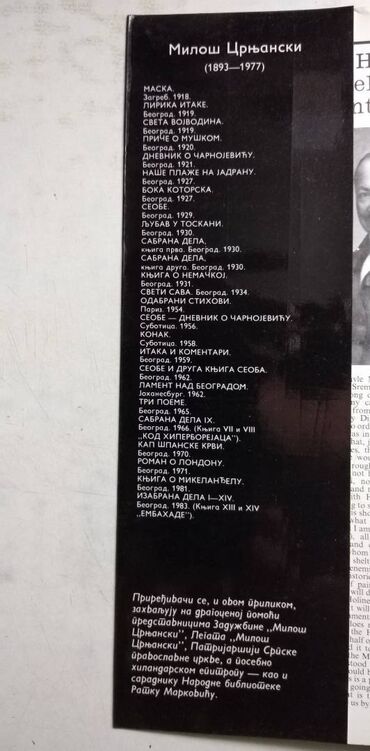 Милош Црњански
(1893—1977)
МАСКА.
Загреб. 1918.
ЛИРИКА ИТАКЕ.
Београд. 1919.
СВЕТА ВОЈВОДИНА.
Београд. 1919.
ПРИЧЕ О МУШКОМ.
Београд. 1920.
ДНЕВНИК О ЧАРНОЈЕВИЋУ.
Београд. 1921.
НАШЕ ПЛАЖЕ НА ЈАДРАНУ.
Београд. 1927.
БОКА КОТОРСКА.
Београд. 1927.
СЕОБЕ.
Београд. 1929.
ЉУБАВ У ТОСКАНИ.
Београд. 1930.
САБРАНА ДЕЛА,
књига прва. Београд. 1930.
САБРАНА ДЕЛА,
књига друга. Београд. 1930.
КЊИГА О НЕМАЧКОЈ.
Београд. 1931.
СВЕТИ САВА. Београд. 1934.
ОДАБРАНИ СТИХОВИ.
Париз. 1954.
СЕОБЕ — ДНЕВНИК О ЧАРНОЈЕВИЋУ.
Суботица. 1956.
КОНАК.
Суботица. 1958.
ИТАКА И КОМЕНТАРИ.
Београд. 1959.
СЕОБЕ И ДРУГА КЊИГА СЕОБА.
Београд. 1962.
ЛАМЕНТ НАД БЕОГРАДОМ.
Јоханесбург. 1962.
ТРИ ПОЕМЕ.
Београд. 1965.
САБРАНА ДЕЛА IX.
Београд. 1966. (Књига VII и VIII
„КОД ХИПЕРБОРЕЈАЦА").
КАП ШПАНСКЕ КРВИ.
Београд. 1970.
РОМАН О ЛОНДОНУ.
Београд. 1971.
КЊИГА О МИКЕЛАНЂЕЛУ.
Београд. 1981.
ИЗАБРАНА ДЕЛА I—XIV.
Београд. 1983. (Књига XIII и XIV
„ЕМБАХАДЕ").
Приређивачи се, и овом приликом,
захваљују на драгоценој помоћи
представницима Задужбине „Милош
Црњански", Легата „Милош
Црњански", Патријаршији Српске
православне цркве, а посебно
хиландарском епитропу — као и
сараднику Народне библиотеке
Ратку Марковићу.